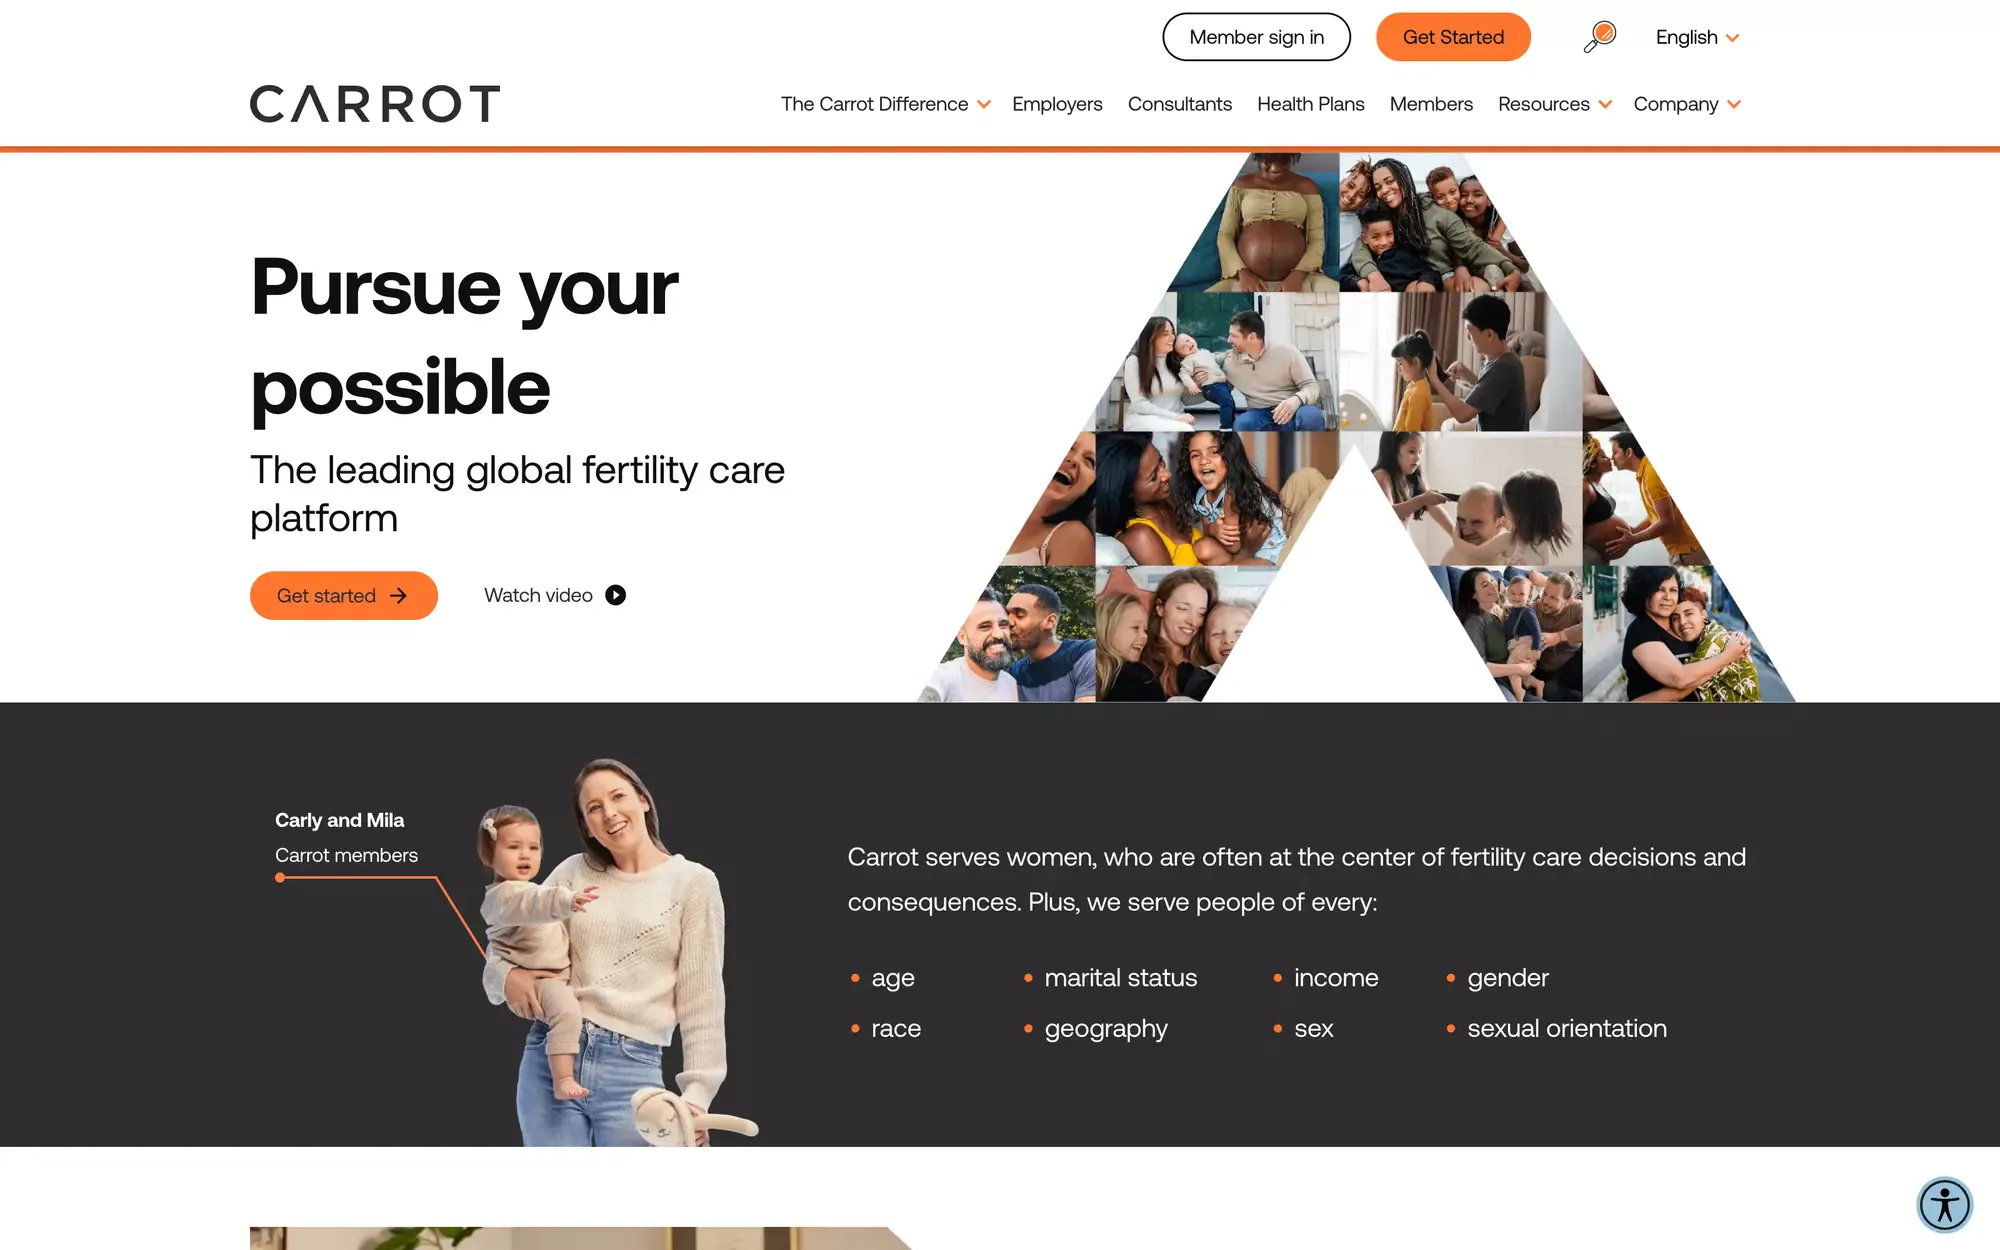 Member sign in
Get Started
English
CARROT
The Carrot Difference
Employers
Consultants
Health Plans
Members
Resources
Company
Pursue your
possible
The leading global fertility care
platform
Get started
Watch video
Carly and Mila
Carrot members
Carrot serves women, who are often at the center of fertility care decisions and
consequences. Plus, we serve people of every:
age
marital status
income
gender
race
geography
sex
sexual orientation